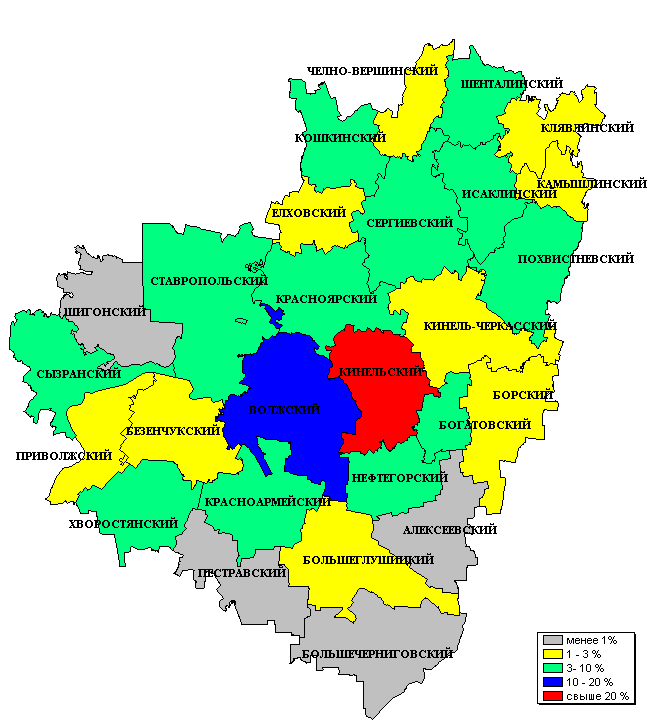 ЧЕЛНО-ВЕРШИНСКИЙ
ШЕНТАЛИНСКИЙ
КЛЯВЛИНСКИЙ
КОШКИНСКИЙ
КАМЫШЛИНСКИЙ
ИСАКЛИНСКИЙ
ЕЛХОВСКИЙ
СЕРГИЕВСКИЙ
ПОХВИСТНЕВСКИЙ
СТАВРОПОЛЬСКИЙ
КРАСНОЯРСКИЙ
ШИГОНСКИЙ
КИНЕЛЬ-ЧЕРКАССКИЙ
СЫЗРАНСКИЙ
КИНЕЛЬСКИЙ
БОРСКИЙ
ВОЛЖСКИЙ
БОГАТОВСКИЙ
БЕЗЕНЧУКСКИЙ
ПРИВОЛЖСКИЙ
НЕФТЕГОРСКИЙ
КРАСНОАРМЕЙСКИЙ
ХВОРОСТЯНСКИЙ
АЛЕКСЕЕВСКИЙ
БОЛЬШЕГЛУШИЦКИЙ
ПЕСТРАВСКИЙ
БОЛЬШЕЧЕРНИГОВСКИЙ
менее 1%
1 - 3 %
3- 10 %
10 - 20 %
свыше 20 %